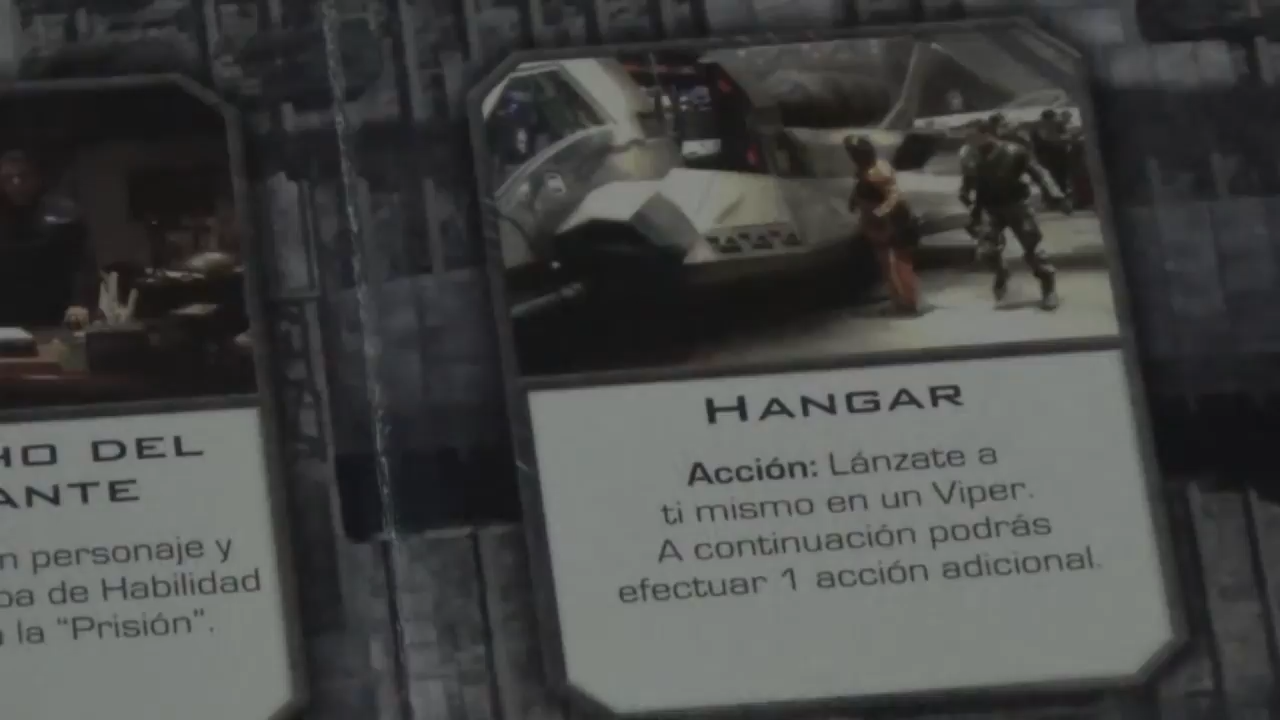 HO DEL
ANTE
n personaje y
ba de Habilidad
la “Prisión”.
HANGAR
Acción: Lánzate a
ti mismo en un Viper.
A continuación podrás
efectuar 1 acción adicional.